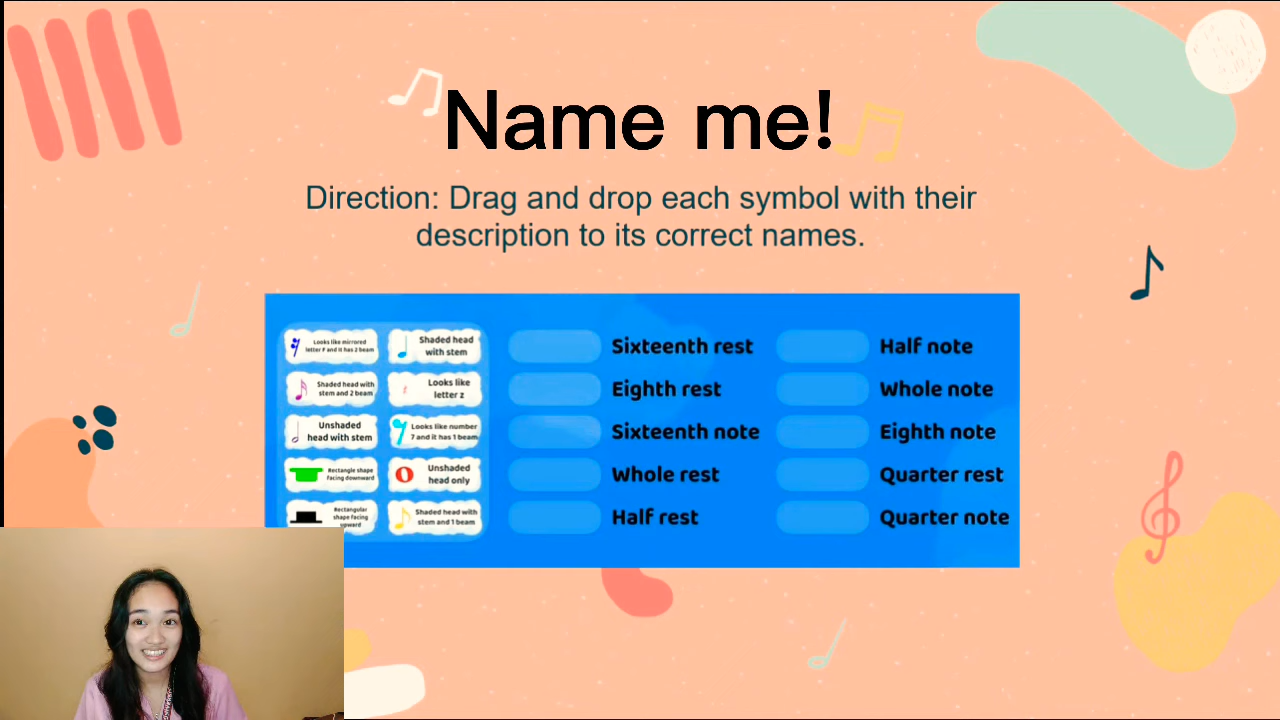 Name me!
Direction: Drag and drop each symbol with their
description to its correct names.
Looks like mirrored
letter F and it has 2 beam
Shaded head
with stem
Shaded head with
stem and 2 beam
Looks like
letter z
Unshaded
head with stem
Looks like number
7 and it has 1 beam
Rectangle shape
facing downward
Unshaded
head only
Rectangular
shape facing
upward
Shaded head with
stem and 1 beam
Sixteenth rest
Eighth rest
Sixteenth note
Whole rest
Half rest
Half note
Whole note
Eighth note
Quarter rest
Quarter note